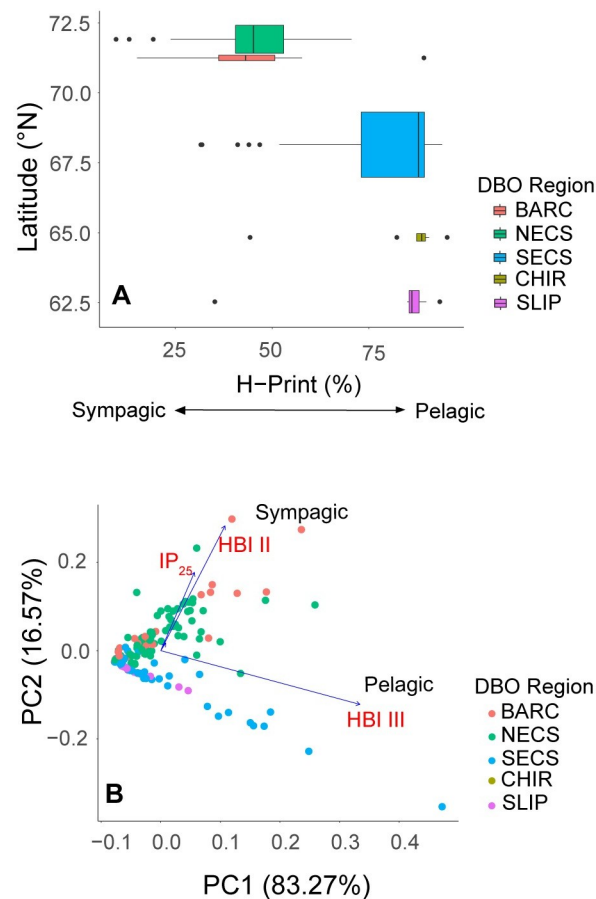 72.5
70.0
67.5
65.0
62.5
Latitude (°N)
A
25
50
75
H−Print (%)
Sympagic
Pelagic
DBO Region
BARC
NECS
SECS
CHIR
SLIP
Sympagic
HBI II
IP25
0.2
0.0
−0.2
PC2 (16.57%)
Pelagic
HBI III
B
−0.1
0.0
0.1
0.2
0.3
0.4
PC1 (83.27%)
DBO Region
BARC
NECS
SECS
CHIR
SLIP